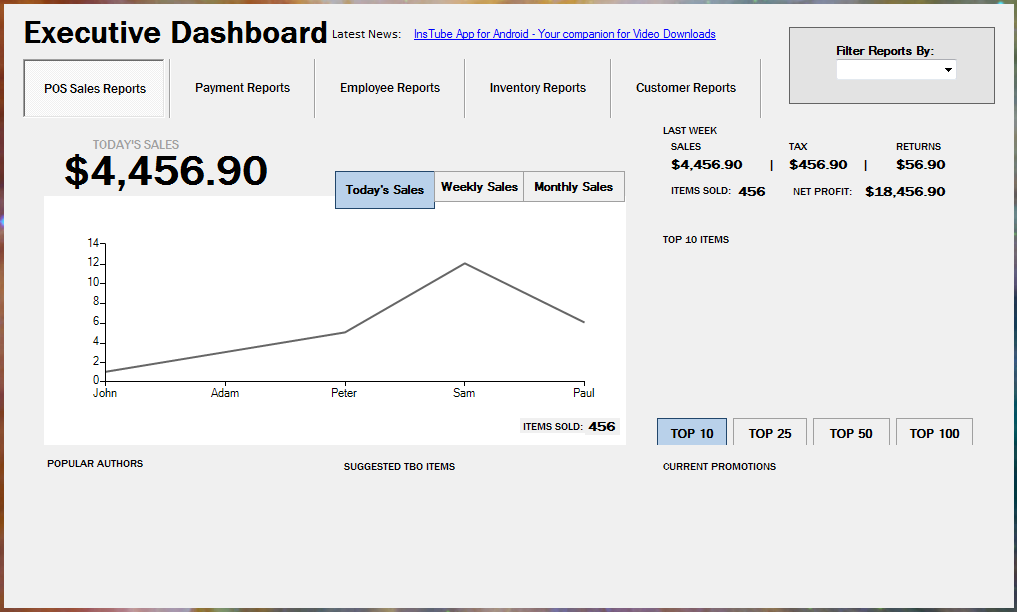 Executive Dashboard Latest News: InsTube App for Android - Your companion for Video Downloads
Filter Reports By:
POS Sales Reports Payment Reports Employee Reports Inventory Reports Customer Reports
TODAY'S SALES
$4,456.90
Today's Sales Weekly Sales Monthly Sales
14
12
10
8
6
4
2
0
John Adam Peter Sam Paul
ITEMS SOLD: 456
LAST WEEK
SALES TAX RETURNS
$4,456.90 | $456.90 | $56.90
ITEMS SOLD: 456 NET PROFIT: $18,456.90
TOP 10 ITEMS
TOP 10 TOP 25 TOP 50 TOP 100
POPULAR AUTHORS SUGGESTED TBO ITEMS CURRENT PROMOTIONS